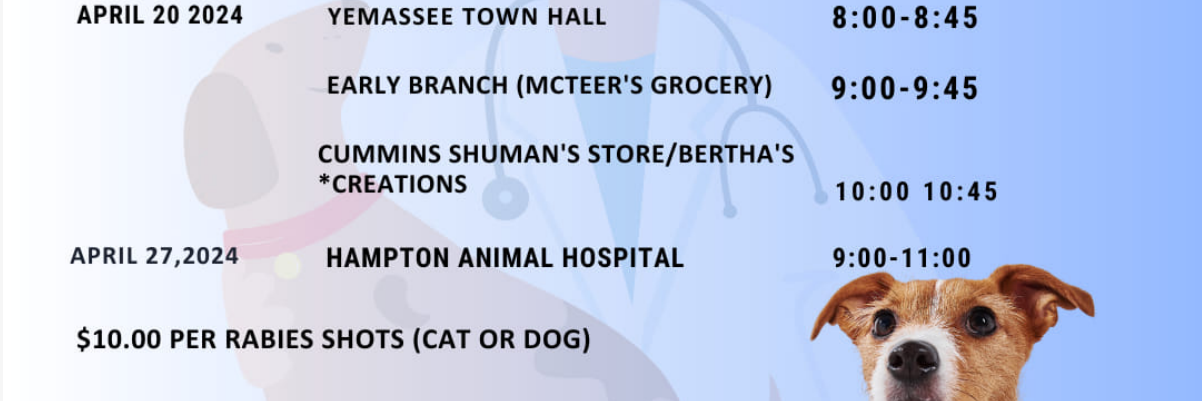 APRIL 20 2024 YEMASSEE TOWN HALL 8:00-8:45
EARLY BRANCH (MCTEER'S GROCERY) 9:00-9:45
CUMMINS SHUMAN'S STORE/BERTHA'S
*CREATIONS 10:00 10:45
APRIL 27,2024 HAMPTON ANIMAL HOSPITAL 9:00-11:00
$10.00 PER RABIES SHOTS (CAT OR DOG)